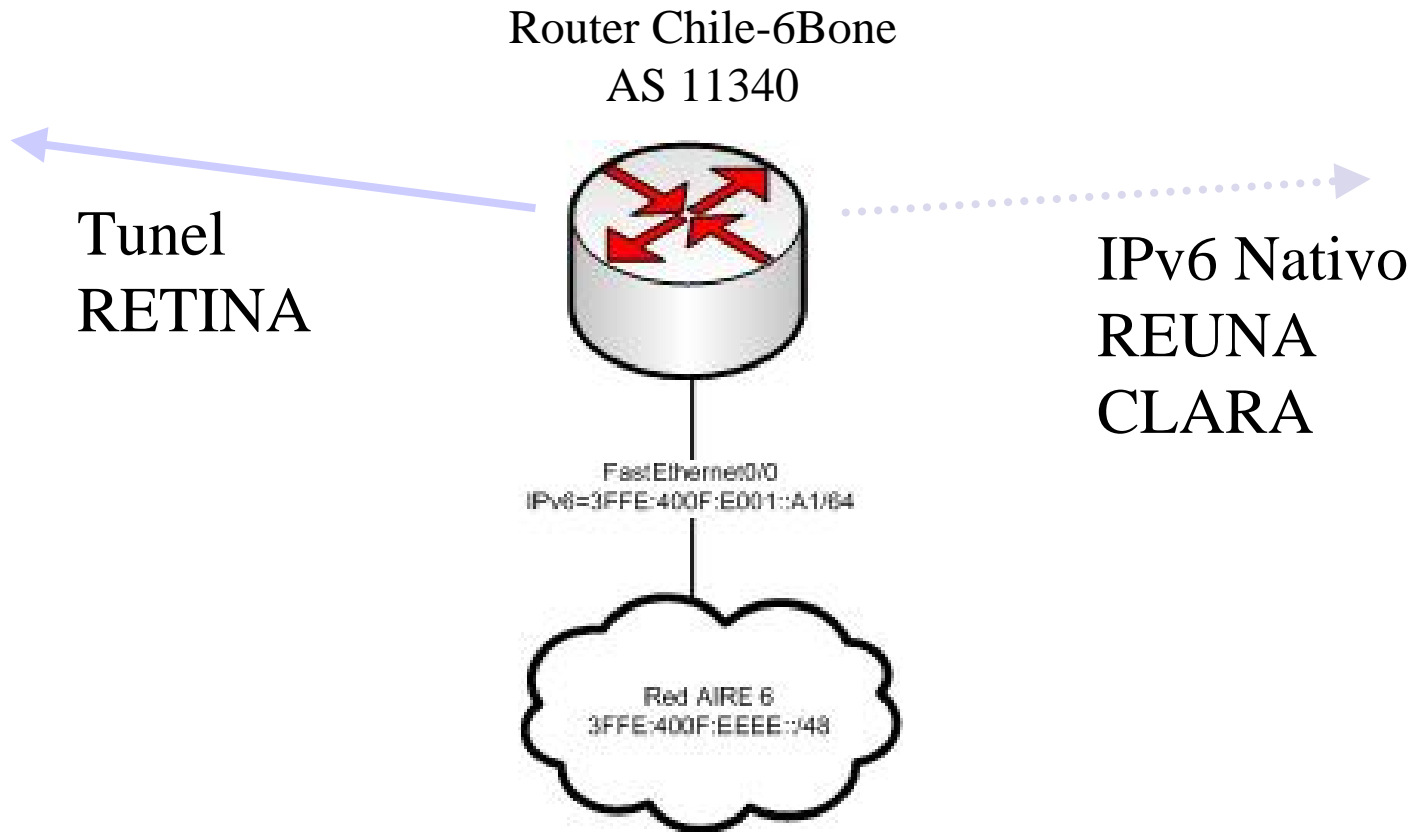 Router Chile-6Bone
AS 11340
Tunel
RETINA
IPv6 Nativo
REUNA
CLARA
FastEthernet0/0
IPv6=3FFE:400F:E001::A1/64
Red AIRE 6
3FFE:400F:EEEE::/48